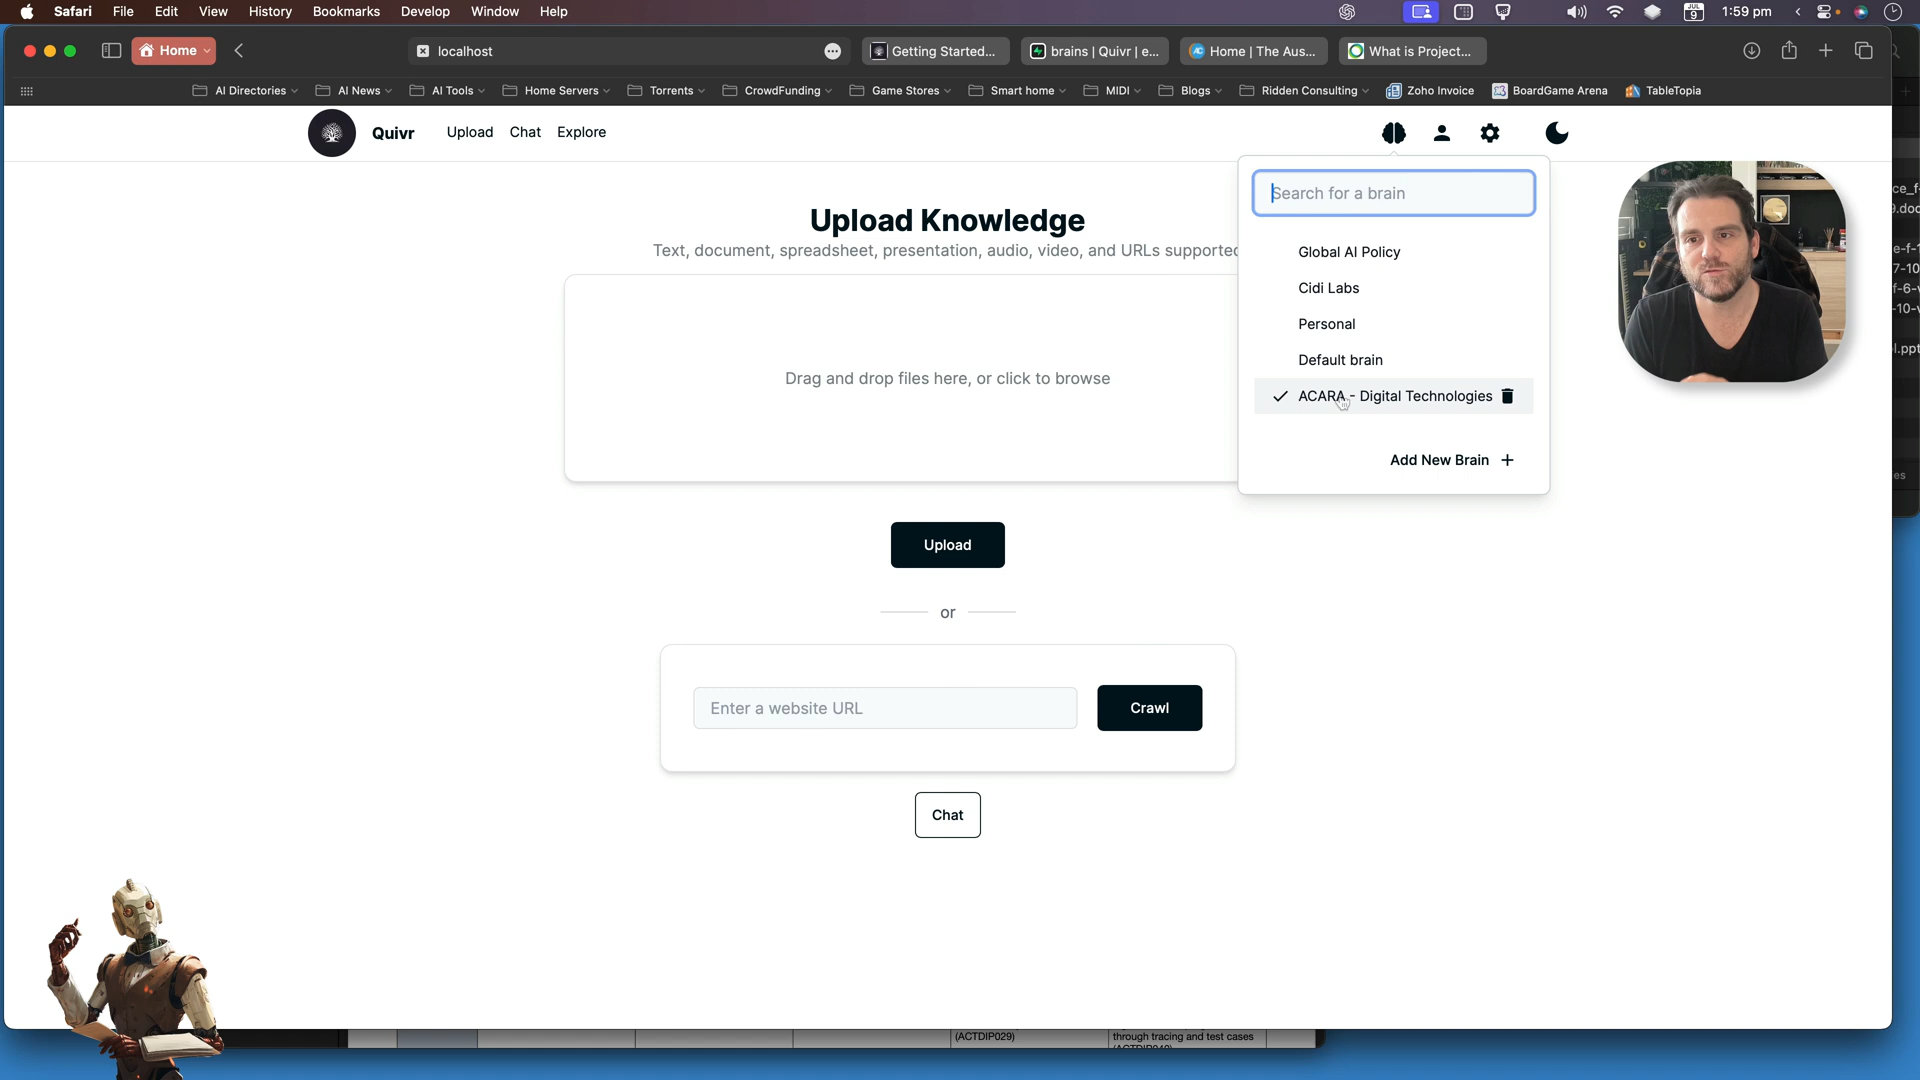 Safari File Edit View History Bookmarks Develop Window Help
JUL 9 1:59 pm
Home localhost Getting Started... brains | Quivr | e... Home | The Aus... What is Project...
AI Directories AI News AI Tools Home Servers Torrents CrowdFunding Game Stores Smart home MIDI Blogs Ridden Consulting Zoho Invoice BoardGame Arena TableTopia
Quivr Upload Chat Explore
Search for a brain
Upload Knowledge
Text, document, spreadsheet, presentation, audio, video, and URLs supported
Global AI Policy
Cidi Labs
Personal
Default brain
Drag and drop files here, or click to browse
ACARA - Digital Technologies
Add New Brain +
Upload
or
Enter a website URL Crawl
Chat
(ACTDIP029) through tracing and test cases